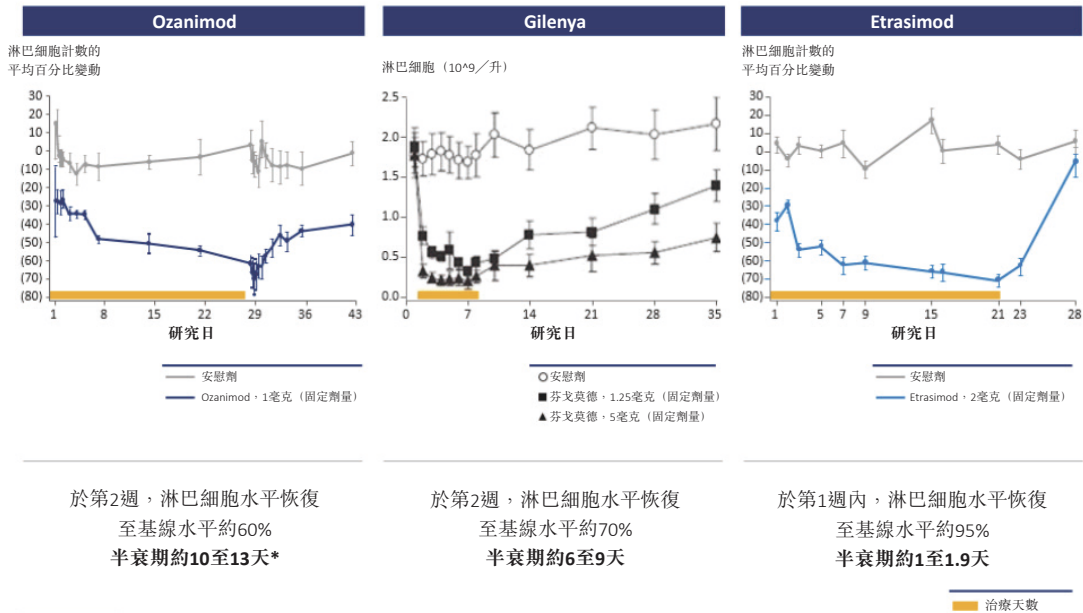 Ozanimod
Gilenya
Etrasimod
淋巴細胞計數的
平均百分比變動
30
20
10
0
(10)
(20)
(30)
(40)
(50)
(60)
(70)
(80)
1
8
15
22
29
36
43
研究日
淋巴細胞（10^9／升）
2.5
2.0
1.5
1.0
0.5
0.0
0
7
14
21
28
35
研究日
淋巴細胞計數的
平均百分比變動
30
20
10
0
(10)
(20)
(30)
(40)
(50)
(60)
(70)
(80)
1
5
7
9
15
21
23
28
研究日
安慰劑
Ozanimod，1毫克（固定劑量）
安慰劑
芬戈莫德，1.25毫克（固定劑量）
芬戈莫德，5毫克（固定劑量）
安慰劑
Etrasimod，2毫克（固定劑量）
於第2週，淋巴細胞水平恢復
至基線水平約60%
半衰期約10至13天*
於第2週，淋巴細胞水平恢復
至基線水平約70%
半衰期約6至9天
於第1週內，淋巴細胞水平恢復
至基線水平約95%
半衰期約1至1.9天
治療天數